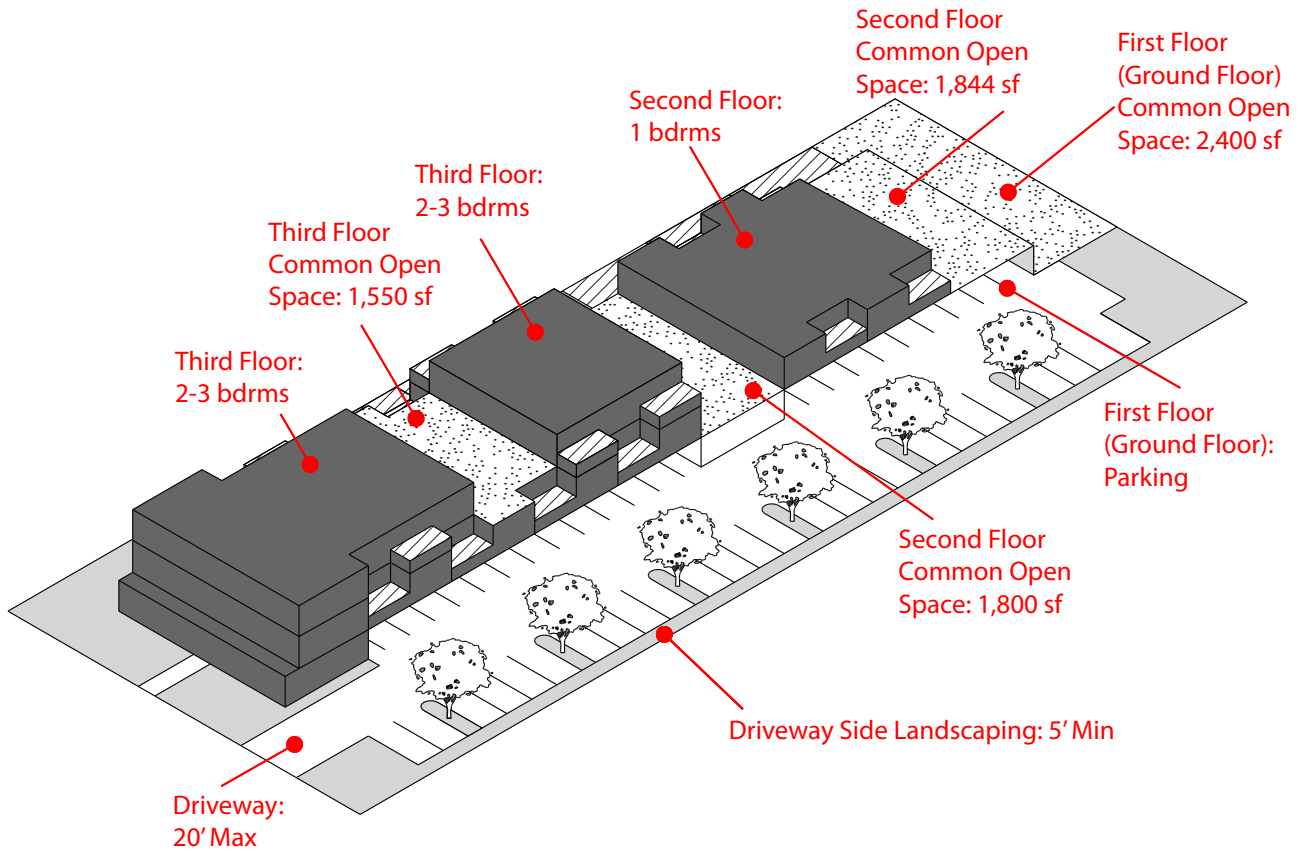 Second Floor
Common Open
Space: 1,844 sf
First Floor
(Ground Floor)
Common Open
Space: 2,400 sf
Second Floor:
1 bdrms
Third Floor:
2-3 bdrms
Third Floor
Common Open
Space: 1,550 sf
Third Floor:
2-3 bdrms
First Floor
(Ground Floor):
Parking
Second Floor
Common Open
Space: 1,800 sf
Driveway Side Landscaping: 5’ Min
Driveway:
20’ Max